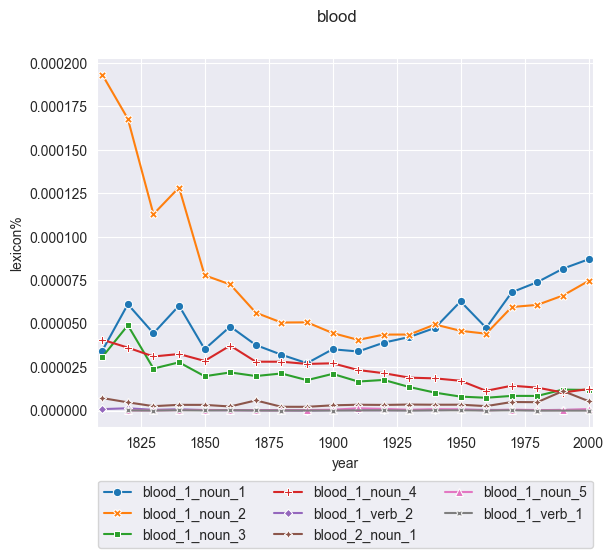 blood
0.000200
0.000175
0.000150
0.000125
0.000100
0.000075
0.000050
0.000025
0.000000
lexicon%
1825 1850 1875 1900 1925 1950 1975 2000
year
blood_1_noun_1 blood_1_noun_4 blood_1_noun_5
blood_1_noun_2 blood_1_verb_2 blood_1_verb_1
blood_1_noun_3 blood_2_noun_1